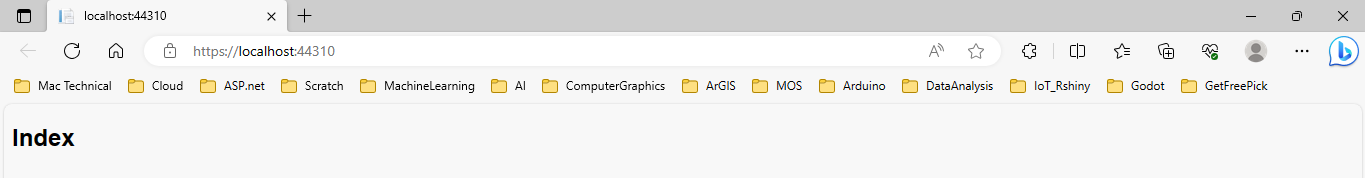 localhost:44310
https://localhost:44310
Mac Technical Cloud ASP.net Scratch MachineLearning AI ComputerGraphics ArGIS MOS Arduino DataAnalysis IoT_Rshiny Godot GetFreePick
Index